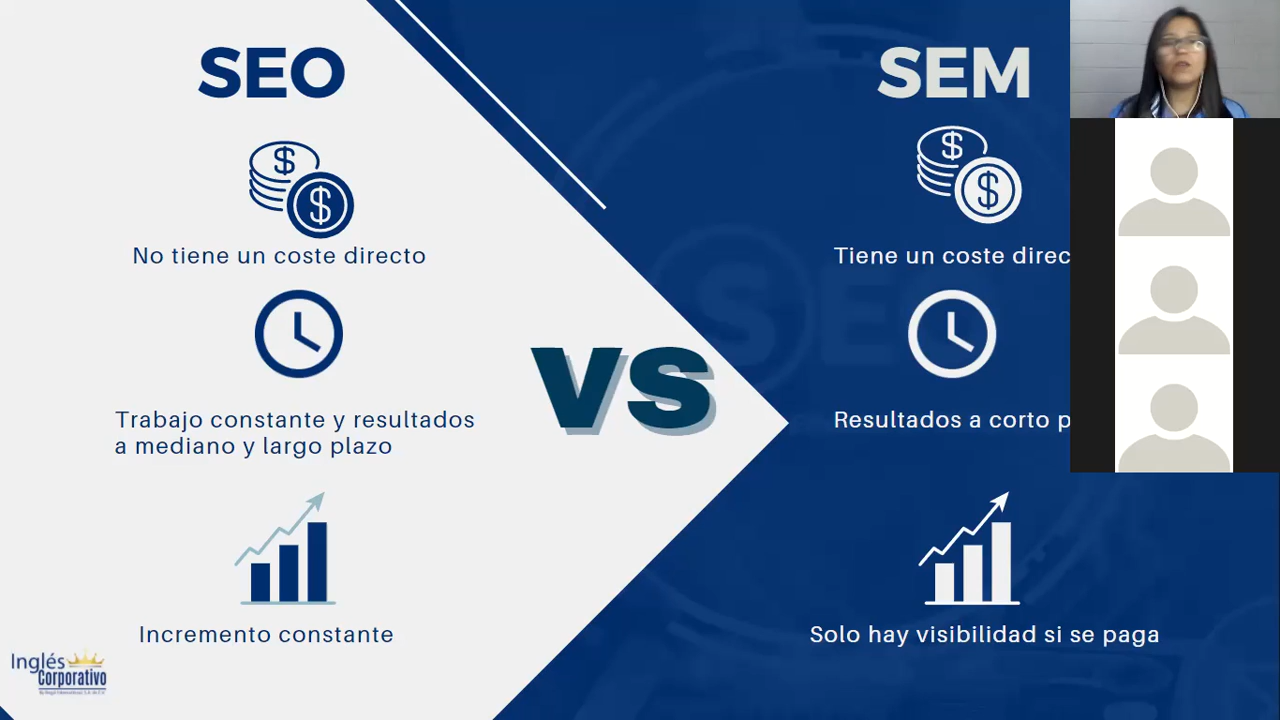 SEO
No tiene un coste directo
Trabajo constante y resultados
a mediano y largo plazo
Incremento constante
VS
SEM
Tiene un coste direc
Resultados a corto p
Solo hay visibilidad si se paga
Inglés
Corporativo